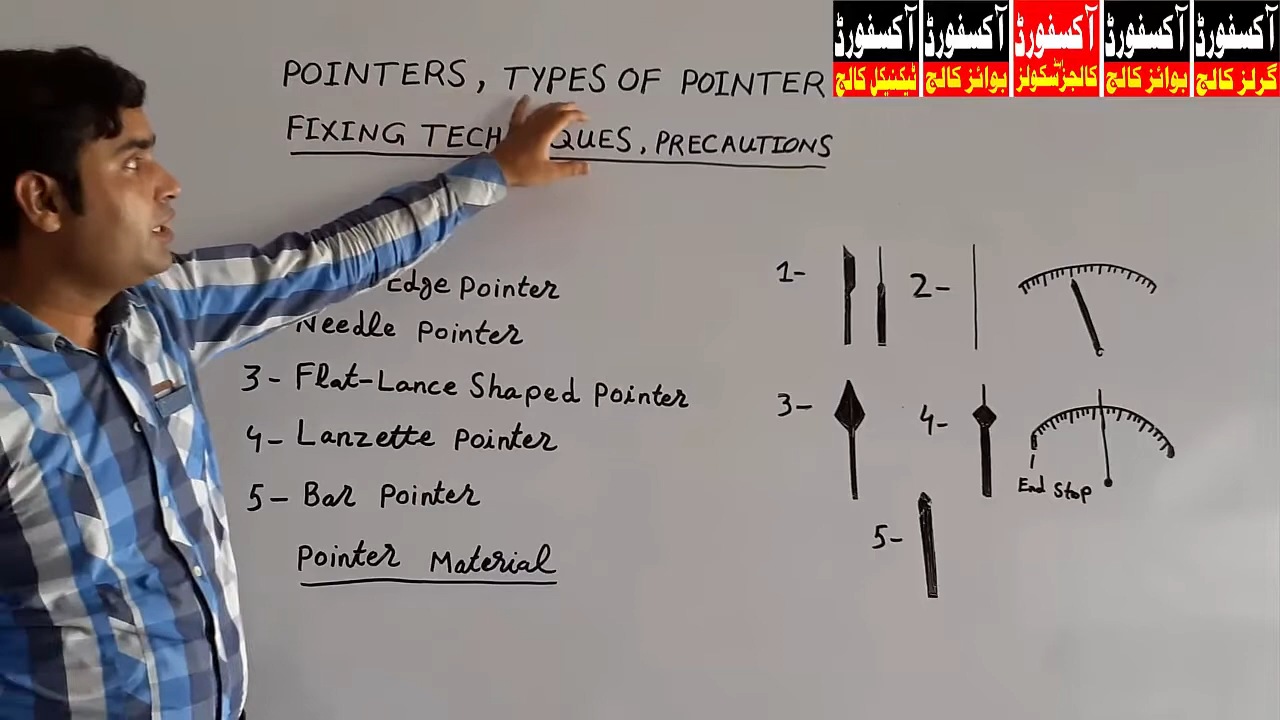 آکسفورڈ آکسفورڈ آکسفورڈ آکسفورڈ آکسفورڈ
ٹیکنیکل کالج بوائز کالج کالجز اینڈ سکولز بوائز کالج گرلز کالج
POINTERS, TYPES OF POINTER
FIXING TECH QUES, PRECAUTIONS
Edge Pointer
Needle Pointer
3- Flat-Lance Shaped Pointer
4- Lanzette Pointer
5- Bar Pointer
Pointer Material
1- 2-
3- 4-
End Stop
5-